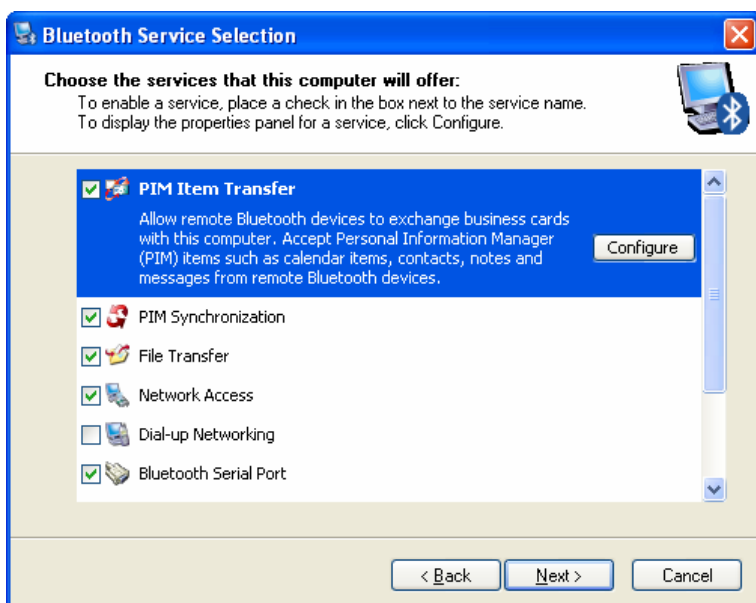 Bluetooth Service Selection
Choose the services that this computer will offer:
To enable a service, place a check in the box next to the service name.
To display the properties panel for a service, click Configure.
PIM Item Transfer
Allow remote Bluetooth devices to exchange business cards
with this computer. Accept Personal Information Manager
(PIM) items such as calendar items, contacts, notes and
messages from remote Bluetooth devices.
Configure
PIM Synchronization
File Transfer
Network Access
Dial-up Networking
Bluetooth Serial Port
< Back
Next >
Cancel